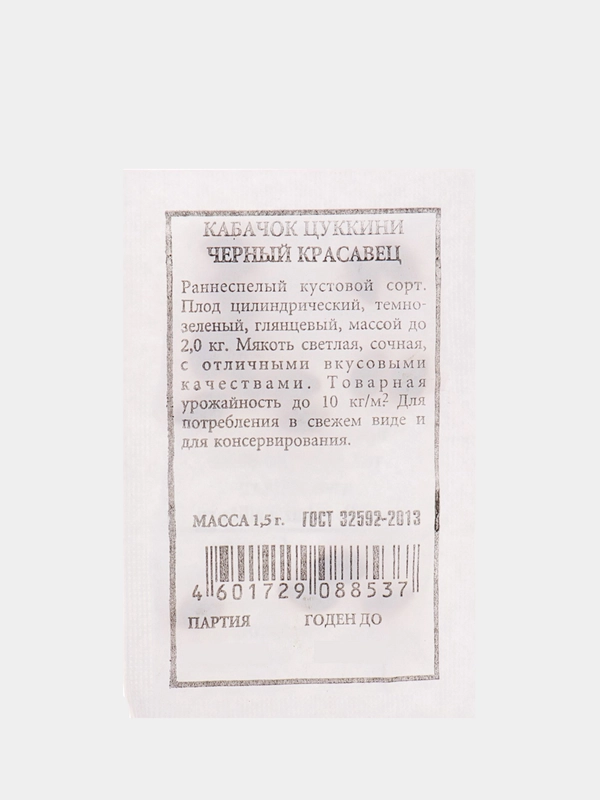 КАБАЧОК ЦУККИНИ
ЧЕРНЫЙ КРАСАВЕЦ
Раннеспелый кустовой сорт.
Плод цилиндрический, темно-
зеленый, глянцевый, массой до
2,0 кг. Мякоть светлая, сочная,
с отличными вкусовыми
качествами. Товарная
урожайность до 10 кг/м². Для
потребления в свежем виде и
для консервирования.
МАССА 1,5 г. ГОСТ 32592-2013
4 601729 088537
ПАРТИЯ ГОДЕН ДО